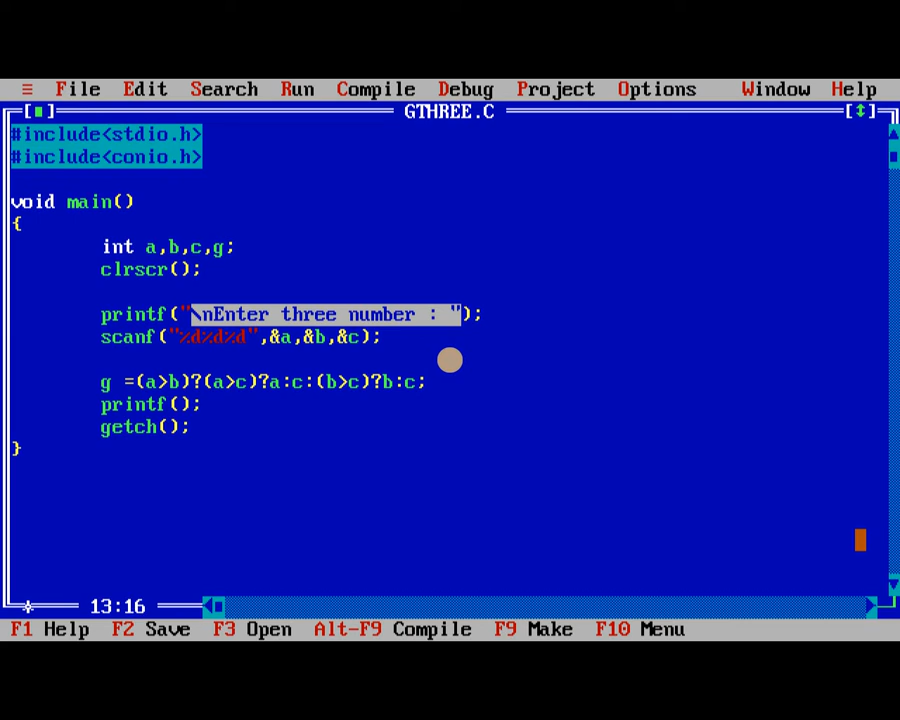 ≡ File Edit Search Run Compile Debug Project Options Window Help
[■] GTHREE.C [↕]
#include<stdio.h>
#include<conio.h>
void main()
{
int a,b,c,g;
clrscr();
printf("\nEnter three number : ");
scanf("%d%d%d",&a,&b,&c);
g =(a>b)?(a>c)?a:c:(b>c)?b:c;
printf();
getch();
}
13:16
F1 Help F2 Save F3 Open Alt-F9 Compile F9 Make F10 Menu